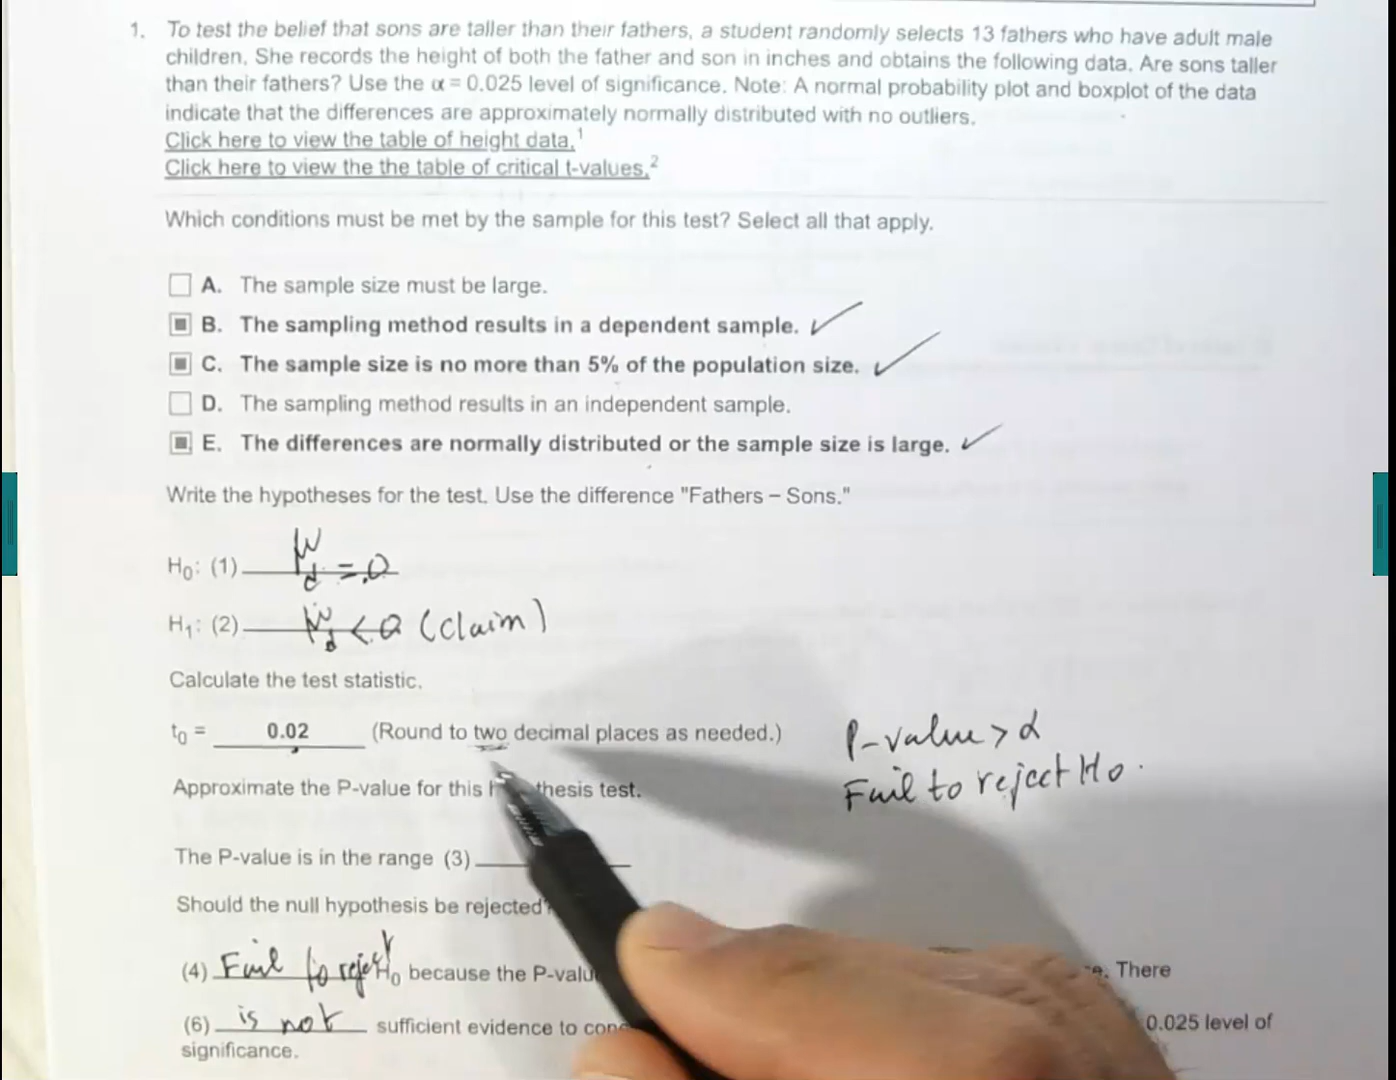 1. To test the belief that sons are taller than their fathers, a student randomly selects 13 fathers who have adult male
children. She records the height of both the father and son in inches and obtains the following data. Are sons taller
than their fathers? Use the α = 0.025 level of significance. Note: A normal probability plot and boxplot of the data
indicate that the differences are approximately normally distributed with no outliers.
Click here to view the table of height data.¹
Click here to view the the table of critical t-values.²
Which conditions must be met by the sample for this test? Select all that apply.
A. The sample size must be large.
B. The sampling method results in a dependent sample.
C. The sample size is no more than 5% of the population size.
D. The sampling method results in an independent sample.
E. The differences are normally distributed or the sample size is large.
Write the hypotheses for the test. Use the difference "Fathers – Sons."
H₀: (1) μd = 0
H₁: (2) μd < 0 (claim)
Calculate the test statistic.
t₀ = 0.02 (Round to two decimal places as needed.)
P-value > α
Fail to reject Ho.
Approximate the P-value for this thesis test.
The P-value is in the range (3)
Should the null hypothesis be rejected
(4) Fail to reject H₀ because the P-valu There
(6) is not sufficient evidence to con 0.025 level of
significance.